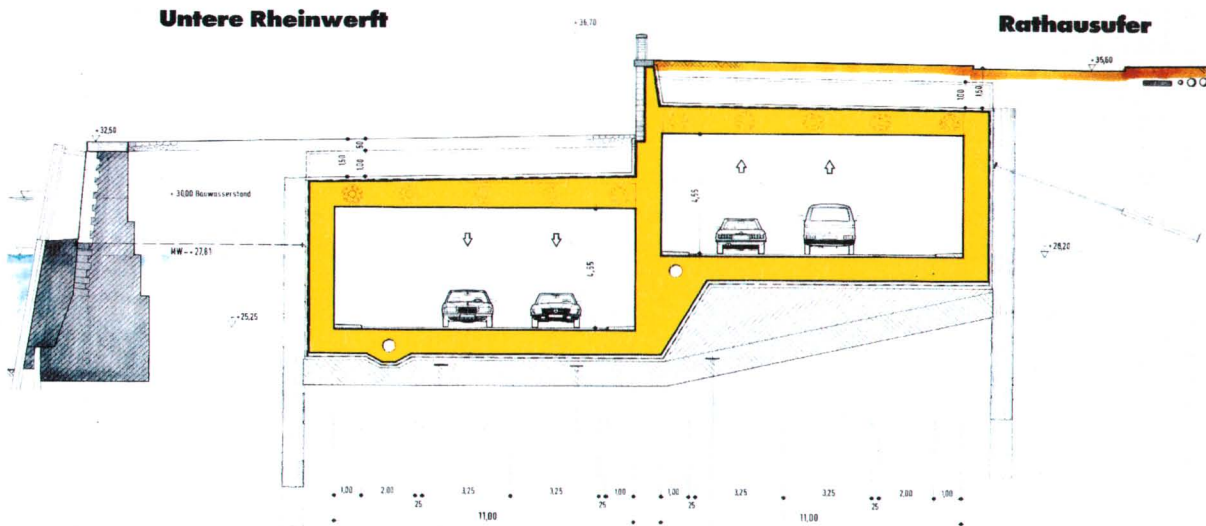 Untere Rheinwerft
Rathausufer
+36,70
+35,60
1,00
1,50
+32,50
1,50
50
1,00
+ 30,00 Bauwasserstand
MW = + 27,81
+25,25
4,55
4,55
+28,20
1,00 2,00 25 3,25 3,25 25 1,00 1,00 25 3,25 3,25 25 2,00 1,00
11,00 11,00